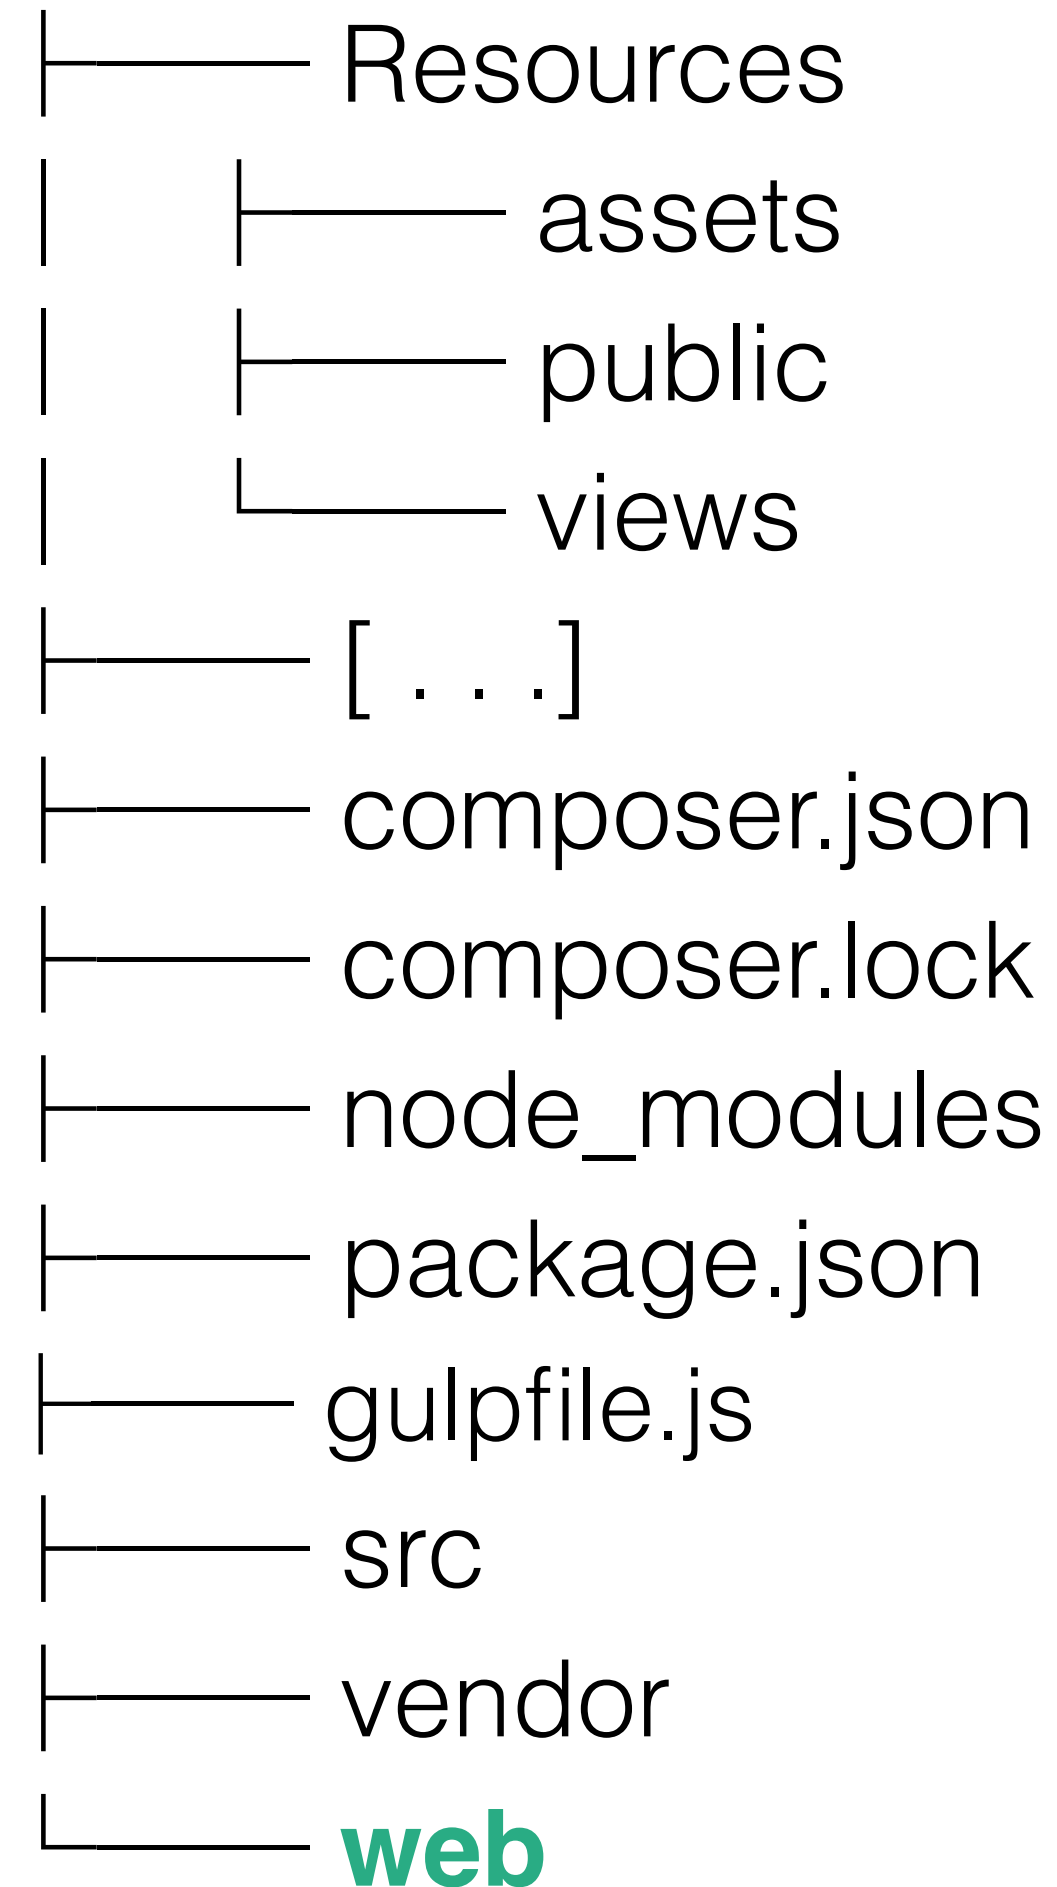 ├── Resources
│   ├── assets
│   ├── public
│   └── views
├── [ . . .]
├── composer.json
├── composer.lock
├── node_modules
├── package.json
├── gulpfile.js
├── src
├── vendor
└── web